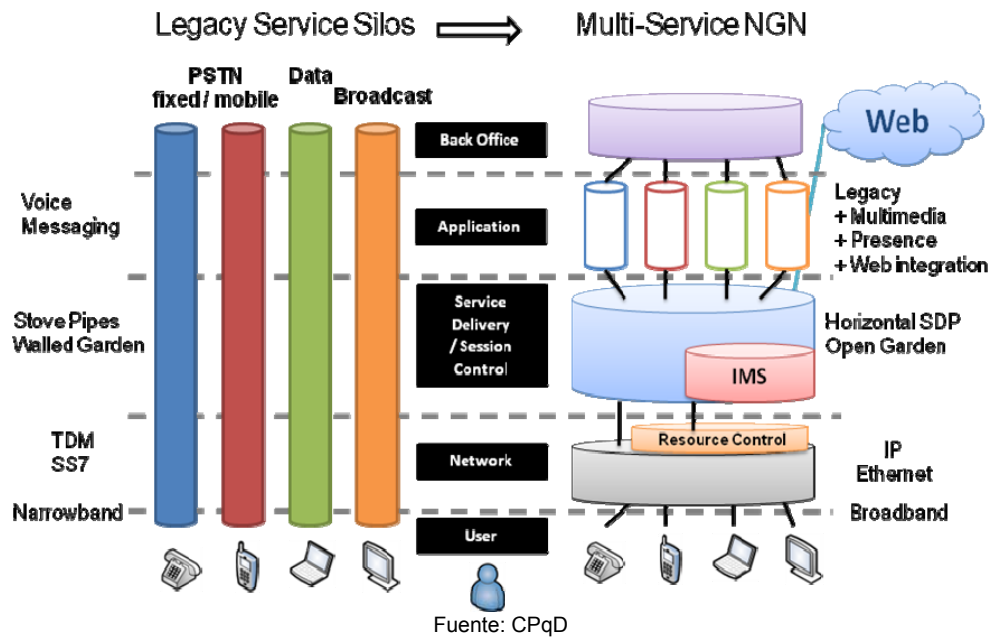 Legacy Service Silos
Multi-Service NGN
PSTN
fixed / mobile
Data
Broadcast
Back Office
Web
Voice
Messaging
Application
Legacy
+ Multimedia
+ Presence
+ Web integration
Stove Pipes
Walled Garden
Service
Delivery
/ Session
Control
Horizontal SDP
Open Garden
IMS
TDM
SS7
Network
Resource Control
IP
Ethernet
Narrowband
Broadband
User
Fuente: CPqD